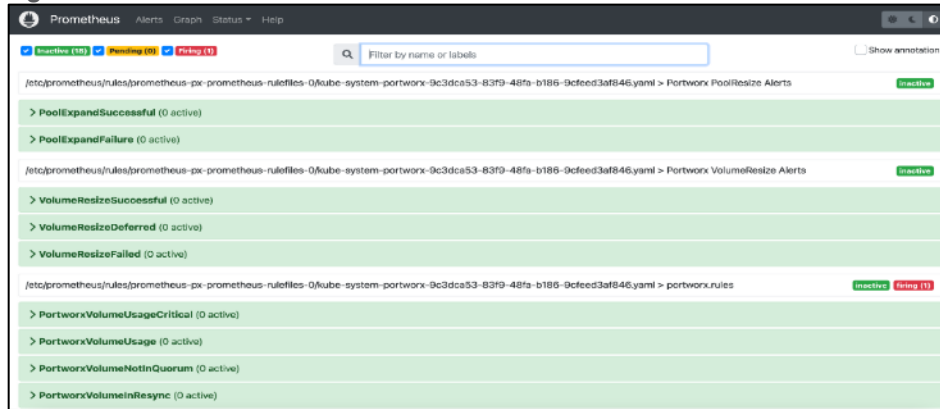 Prometheus Alerts Graph Status Help
Inactive (18) Pending (0) Firing (1) Filter by name or labels Show annotation
/etc/prometheus/rules/prometheus-px-prometheus-rulefiles-0/kube-system-portworx-9c3dca53-83f9-48fa-b186-9cfeed3af846.yaml > Portworx PoolResize Alerts inactive
> PoolExpandSuccessful (0 active)
> PoolExpandFailure (0 active)
/etc/prometheus/rules/prometheus-px-prometheus-rulefiles-0/kube-system-portworx-9c3dca53-83f9-48fa-b186-9cfeed3af846.yaml > Portworx VolumeResize Alerts inactive
> VolumeResizeSuccessful (0 active)
> VolumeResizeDeferred (0 active)
> VolumeResizeFailed (0 active)
/etc/prometheus/rules/prometheus-px-prometheus-rulefiles-0/kube-system-portworx-9c3dca53-83f9-48fa-b186-9cfeed3af846.yaml > portworx.rules inactive firing (1)
> PortworxVolumeUsageCritical (0 active)
> PortworxVolumeUsage (0 active)
> PortworxVolumeNotInQuorum (0 active)
> PortworxVolumeInResync (0 active)